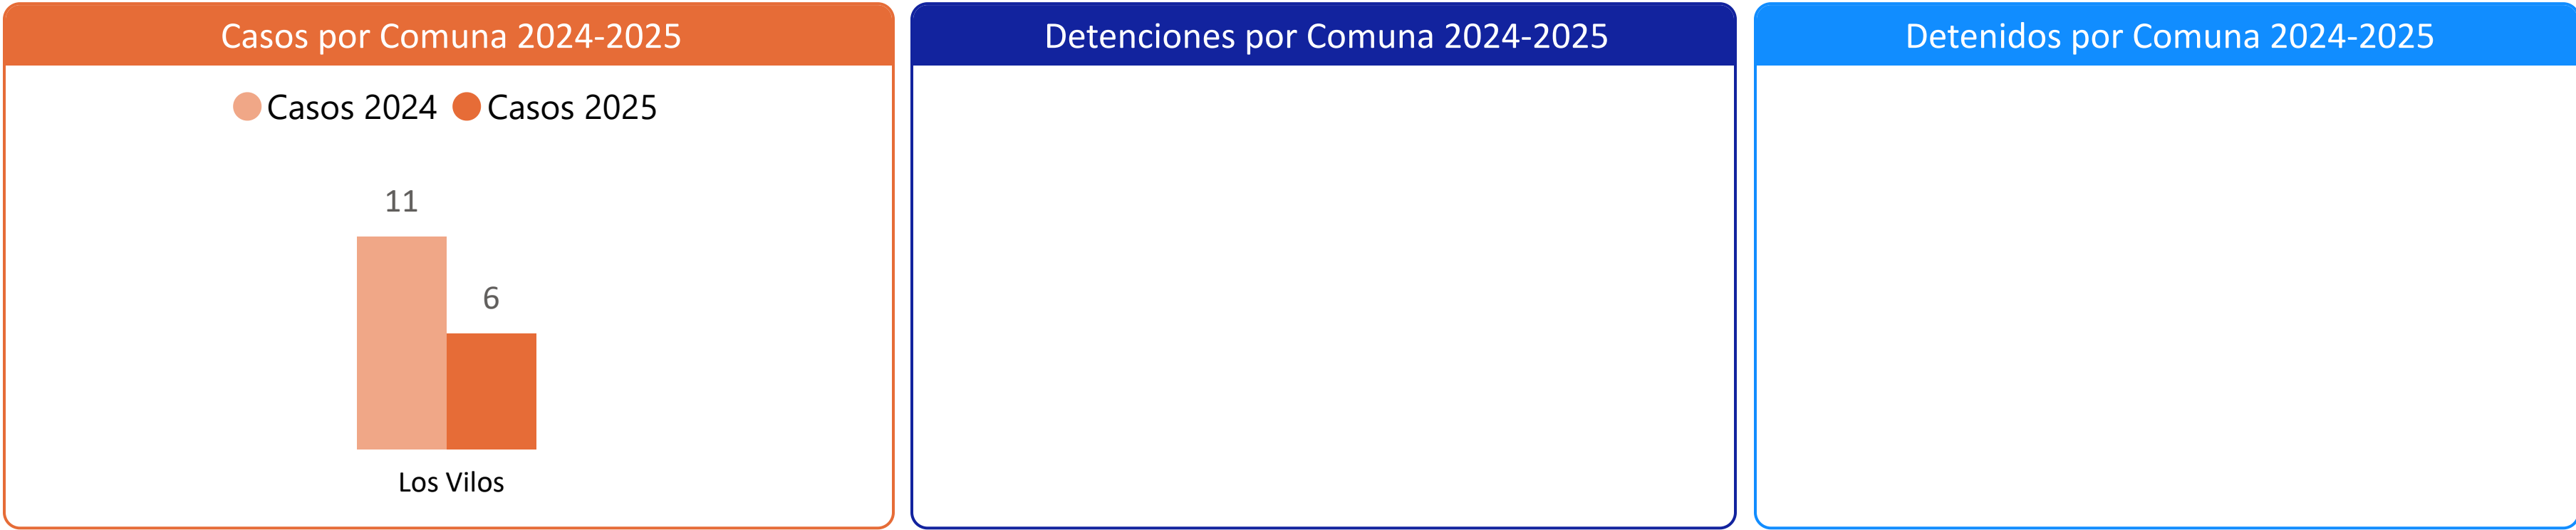 Casos por Comuna 2024-2025
Casos 2024 Casos 2025
11
6
Los Vilos
Detenciones por Comuna 2024-2025
Detenidos por Comuna 2024-2025